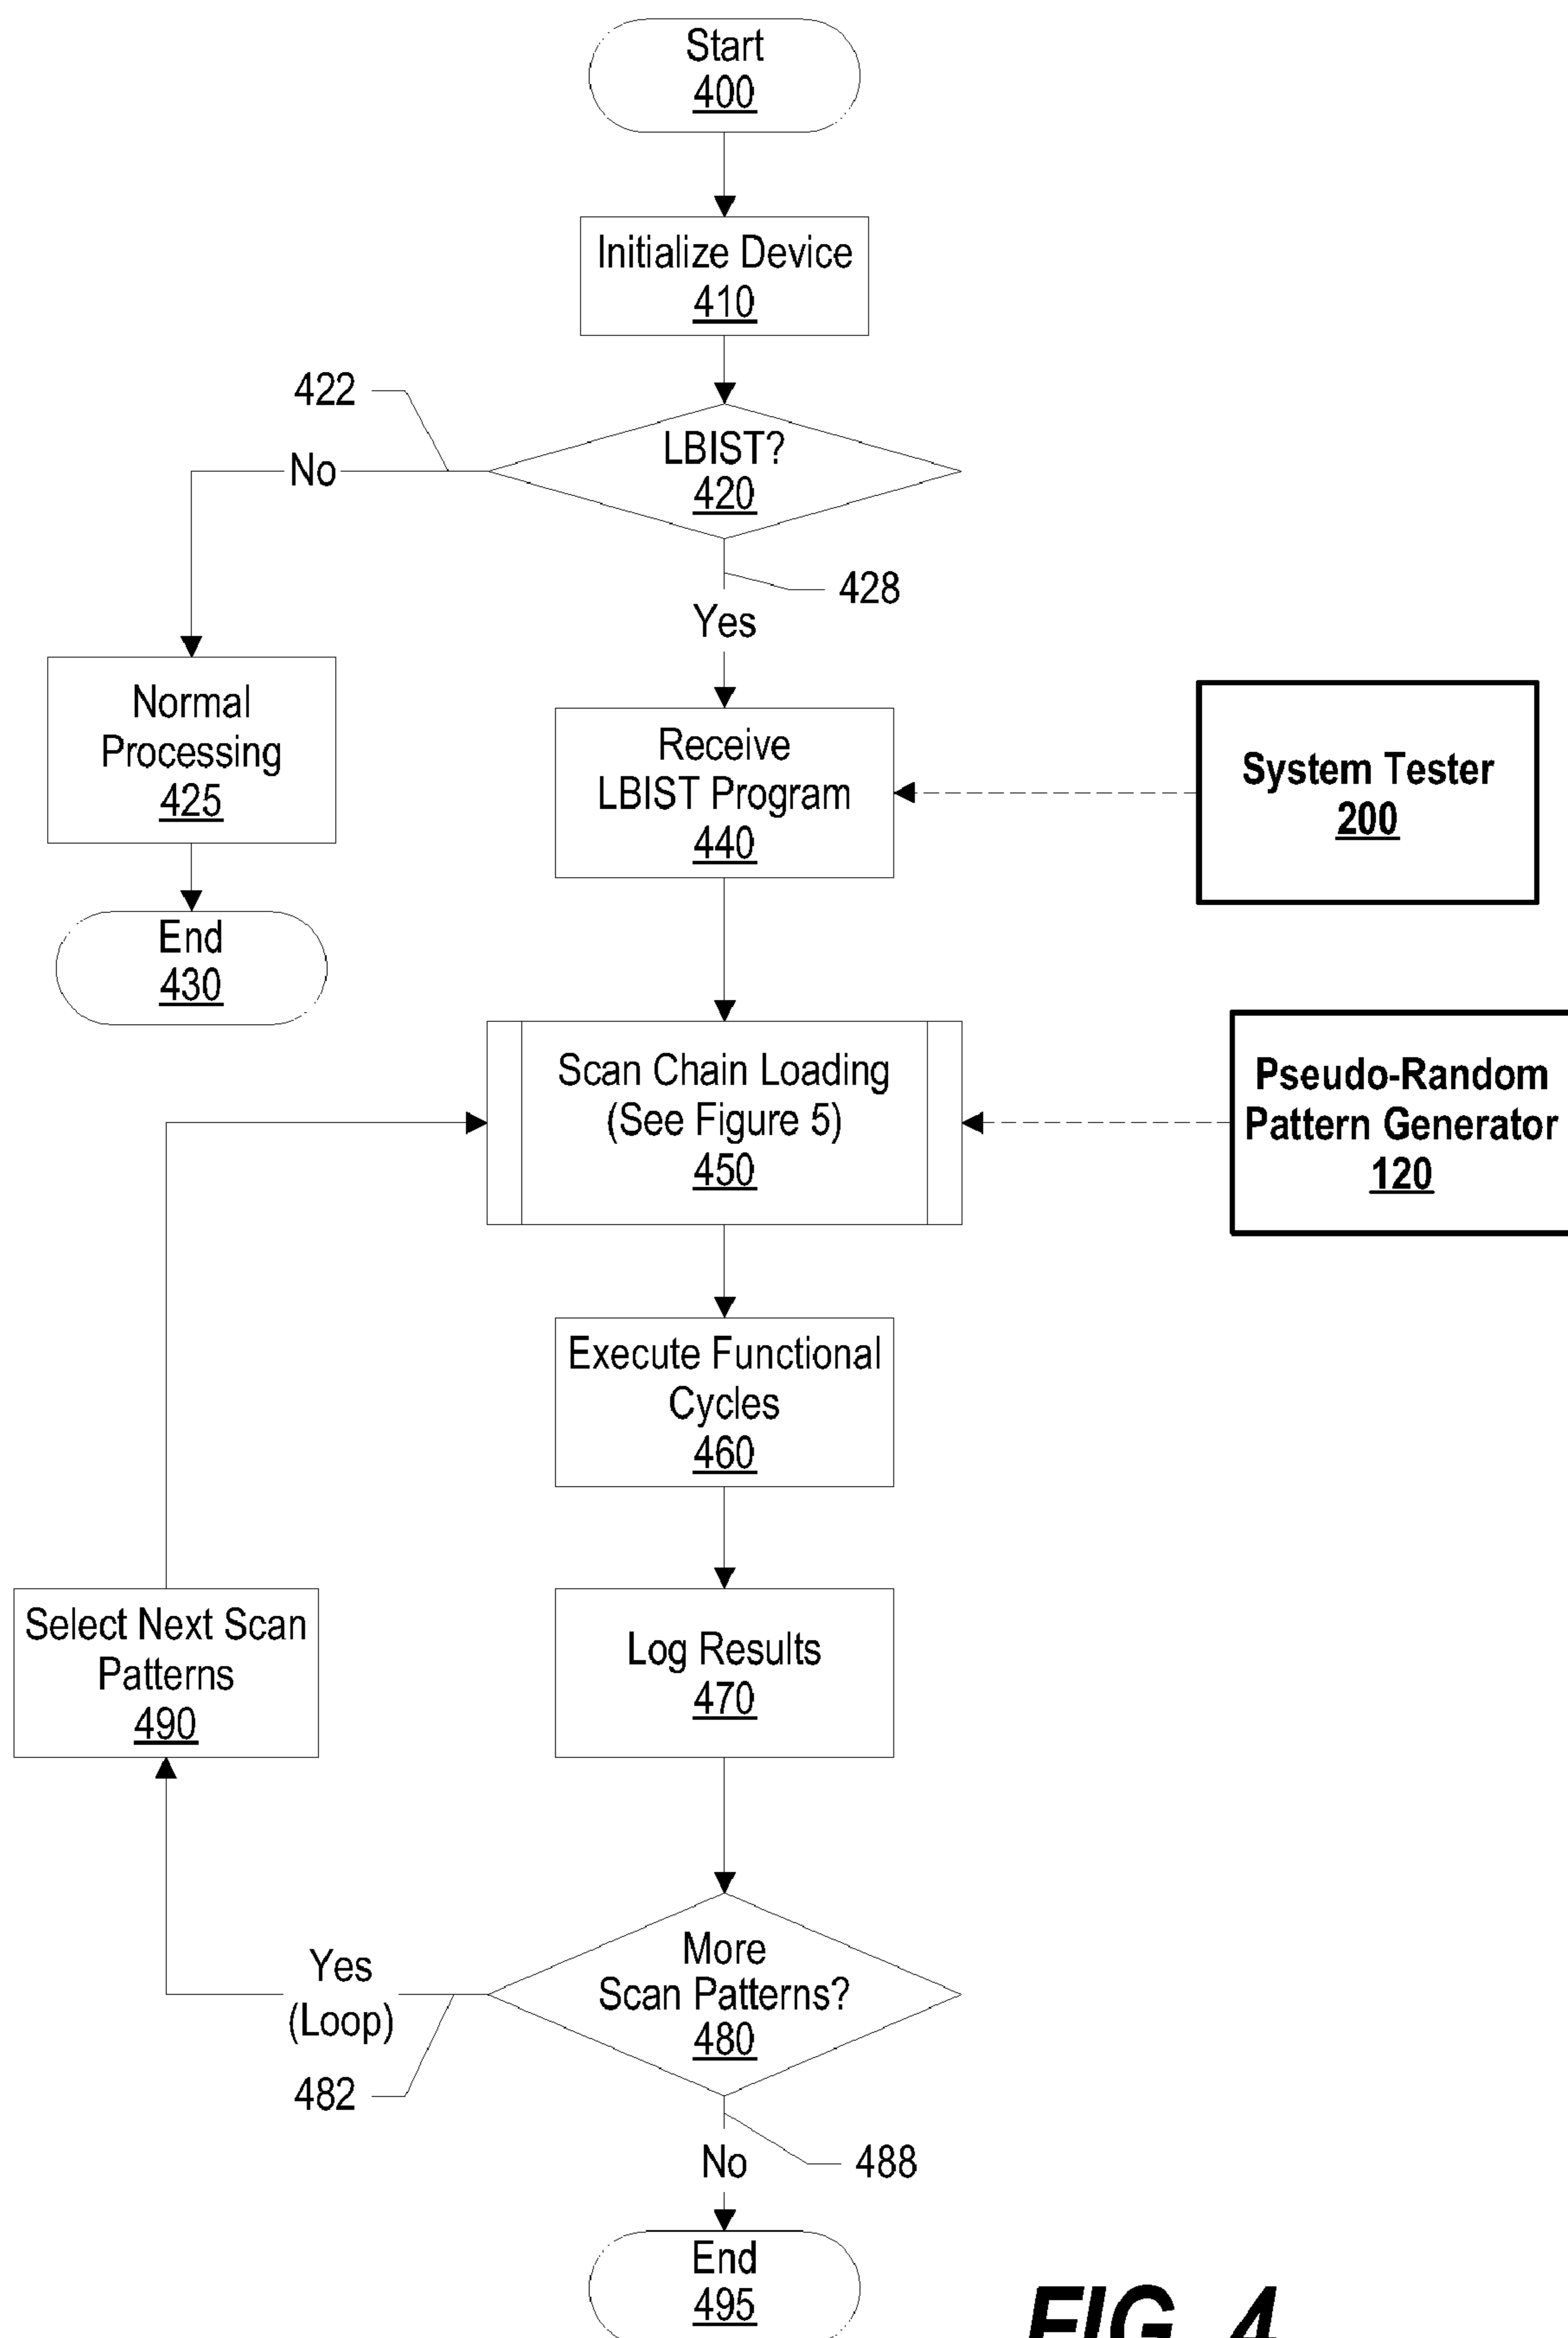 Start
400
Initialize Device
410
422
LBIST?
420
No
428
Yes
Normal
Processing
425
Receive
LBIST Program
440
System Tester
200
End
430
Scan Chain Loading
(See Figure 5)
450
Pseudo-Random
Pattern Generator
120
Execute Functional
Cycles
460
Select Next Scan
Patterns
490
Log Results
470
More
Scan Patterns?
480
Yes
(Loop)
482
No
488
End
495
FIG. 4